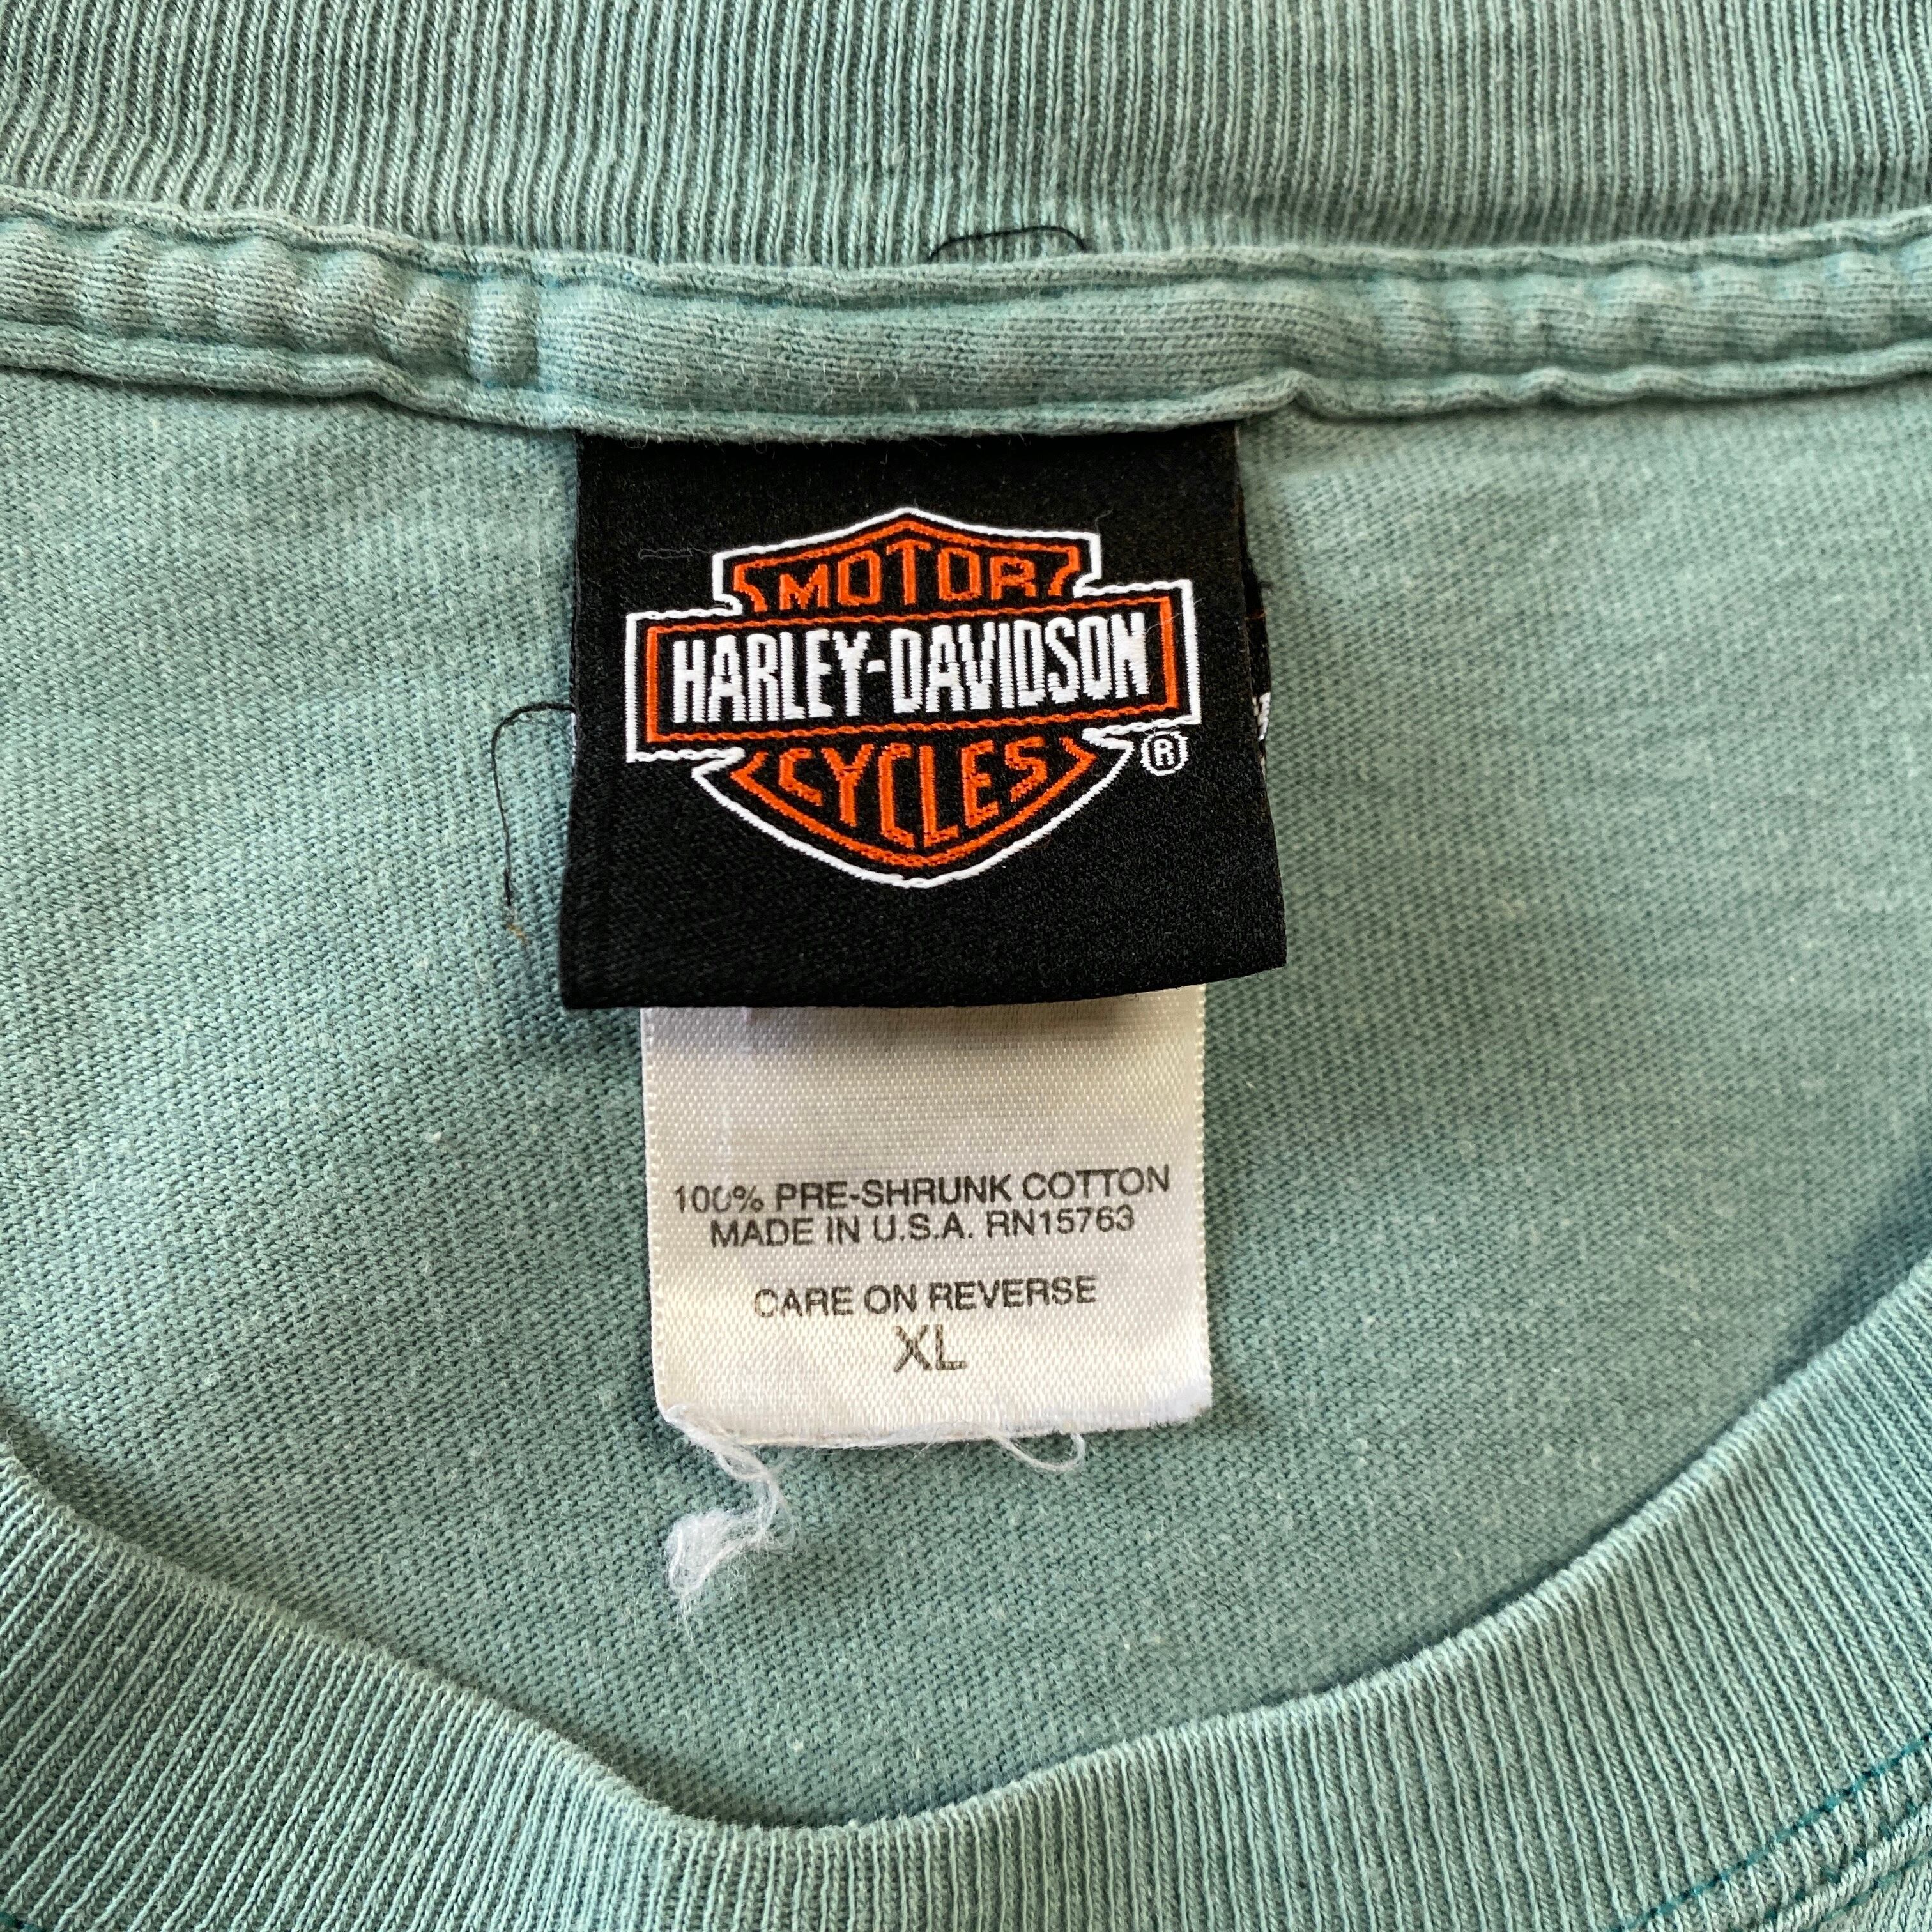 MOTOR
HARLEY-DAVIDSON
CYCLES
®
100% PRE-SHRUNK COTTON
MADE IN U.S.A. RN15763
CARE ON REVERSE
XL